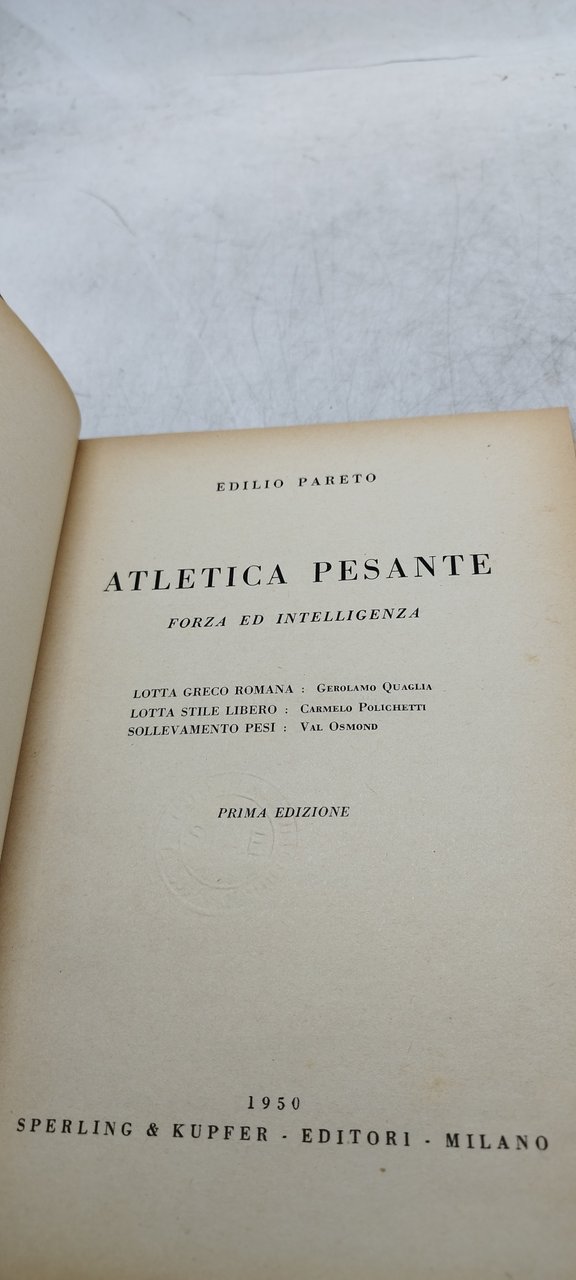 EDILIO PARETO
ATLETICA PESANTE
FORZA ED INTELLIGENZA
LOTTA GRECO ROMANA : GEROLAMO QUAGLIA
LOTTA STILE LIBERO : CARMELO POLICHETTI
SOLLEVAMENTO PESI : VAL OSMOND
PRIMA EDIZIONE
1950
SPERLING & KUPFER - EDITORI - MILANO